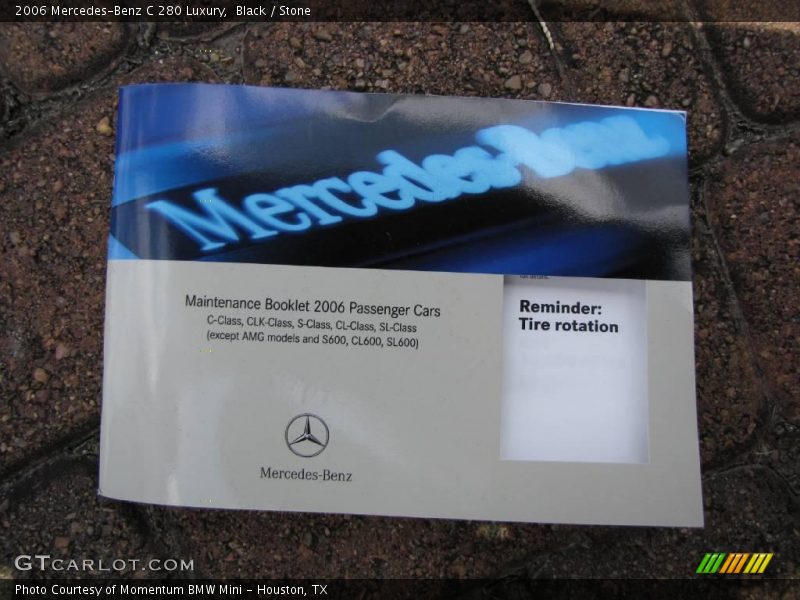 2006 Mercedes-Benz C 280 Luxury,  Black / Stone
Mercedes-Benz
Maintenance Booklet 2006 Passenger Cars
C-Class, CLK-Class, S-Class, CL-Class, SL-Class
(except AMG models and S600, CL600, SL600)
Reminder:
Tire rotation
Mercedes-Benz
GTCARLOT.COM
Photo Courtesy of Momentum BMW Mini - Houston, TX